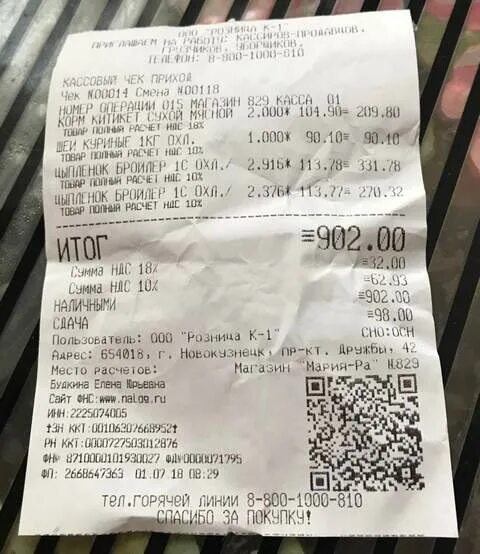 ООО "РОЗНИЦА К-1"
ПРИГЛАШАЕМ НА РАБОТУ: КАССИРОВ-ПРОДАВЦОВ,
ГРУЗЧИКОВ, УБОРЧИКОВ.
ТЕЛЕФОН: 8-800-1000-810
КАССОВЫЙ ЧЕК ПРИХОД
Чек №00014 Смена №00118
НОМЕР ОПЕРАЦИИ 015 МАГАЗИН 829 КАССА 01
КОРМ КИТИКЕТ СУХОЙ МЯСНОЙ 2.000* 104.90= 209.80
ТОВАР ПОЛНЫЙ РАСЧЕТ НДС 18%
ШЕИ КУРИНЫЕ 1КГ ОХЛ. 1.000* 90.10= 90.10
ТОВАР ПОЛНЫЙ РАСЧЕТ НДС 10%
ЦЫПЛЕНОК БРОЙЛЕР 1С ОХЛ./ 2.916* 113.78= 331.78
ТОВАР ПОЛНЫЙ РАСЧЕТ НДС 10%
ЦЫПЛЕНОК БРОЙЛЕР 1С ОХЛ./ 2.376* 113.77= 270.32
ТОВАР ПОЛНЫЙ РАСЧЕТ НДС 10%
ИТОГ =902.00
Сумма НДС 18% =32.00
Сумма НДС 10% =62.93
НАЛИЧНЫМИ =902.00
СДАЧА =98.00
СНО:ОСН
Пользователь: ООО "Розница К-1"
Адрес: 654018, г. Новокузнецк, пр-кт. Дружбы, 42
Место расчетов: Магазин "Мария-Ра" №829
Будкина Елена Юрьевна
Сайт ФНС:www.nalog.ru
ИНН:2225074005
ЗН ККТ:00106307668952
РН ККТ:0000727503012876
ФН№ 8710000101930027 ФД№0000071795
ФП: 2668647363 01.07.18 08:29
ТЕЛ.ГОРЯЧЕЙ ЛИНИИ 8-800-1000-810
СПАСИБО ЗА ПОКУПКУ!